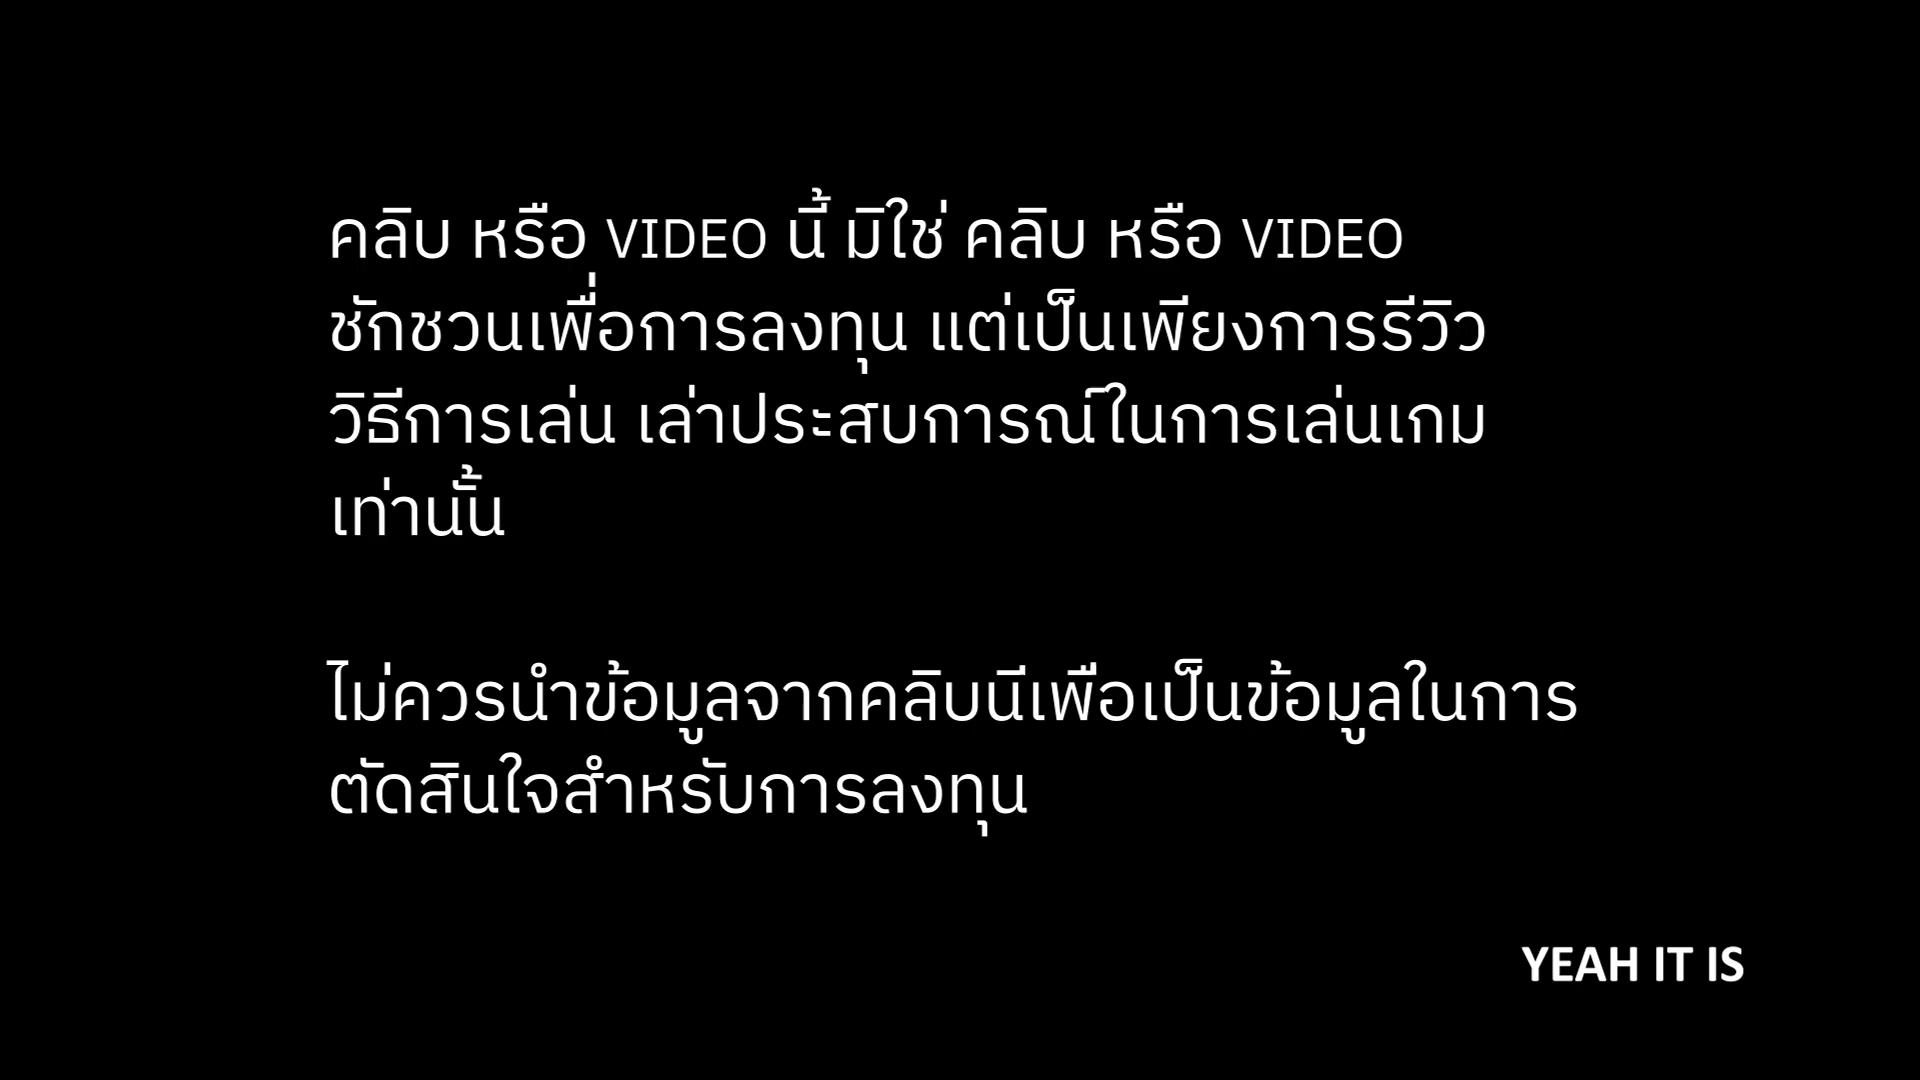 คลิบ หรือ VIDEO นี้ มิใช่ คลิบ หรือ VIDEO
ชักชวนเพื่อการลงทุน แต่เป็นเพียงการรีวิว
วิธีการเล่น เล่าประสบการณ์ในการเล่นเกม
เท่านั้น
ไม่ควรนำข้อมูลจากคลิบนีเพือเป็นข้อมูลในการ
ตัดสินใจสำหรับการลงทุน
YEAH IT IS